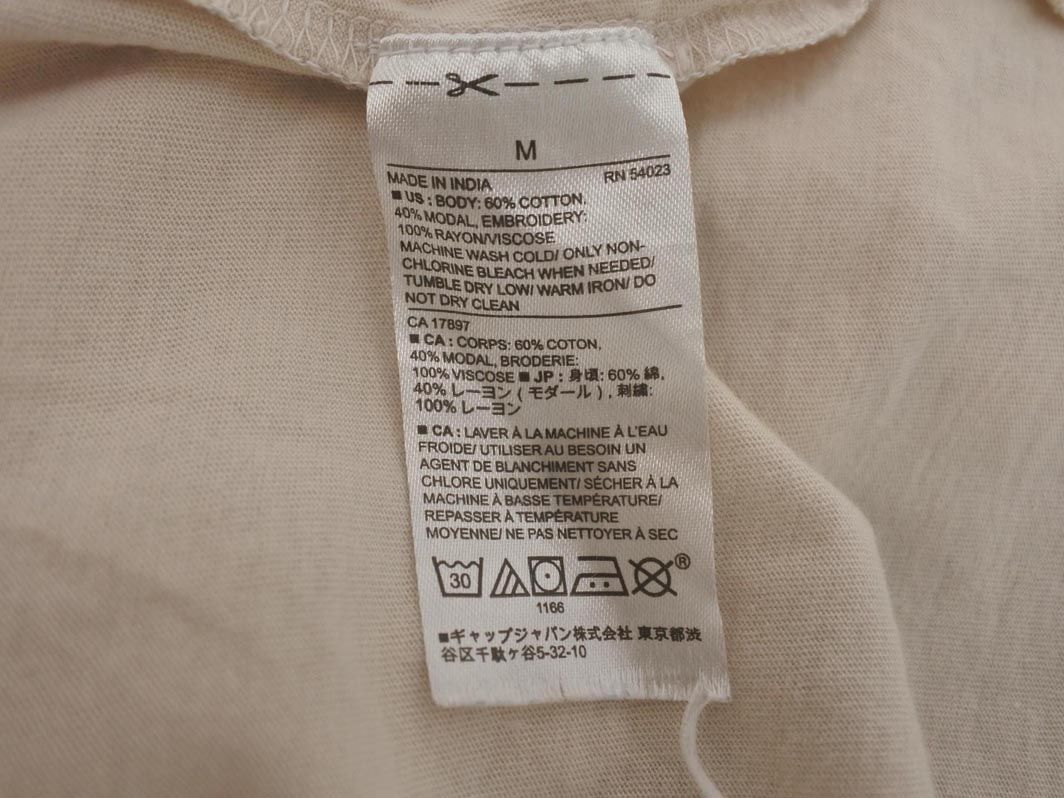 M
MADE IN INDIA RN 54023
■ US : BODY: 60% COTTON,
40% MODAL, EMBROIDERY:
100% RAYON/VISCOSE
MACHINE WASH COLD/ ONLY NON-
CHLORINE BLEACH WHEN NEEDED/
TUMBLE DRY LOW/ WARM IRON/ DO
NOT DRY CLEAN
CA 17897
■ CA : CORPS: 60% COTON,
40% MODAL, BRODERIE:
100% VISCOSE ■ JP : 身頃: 60% 綿,
40% レーヨン ( モダール ) , 刺繍:
100% レーヨン
■ CA : LAVER À LA MACHINE À L'EAU
FROIDE/ UTILISER AU BESOIN UN
AGENT DE BLANCHIMENT SANS
CHLORE UNIQUEMENT/ SÉCHER À LA
MACHINE À BASSE TEMPÉRATURE/
REPASSER À TEMPÉRATURE
MOYENNE/ NE PAS NETTOYER À SEC
30 ®
1166
■ギャップジャパン株式会社 東京都渋
谷区千駄ヶ谷5-32-10